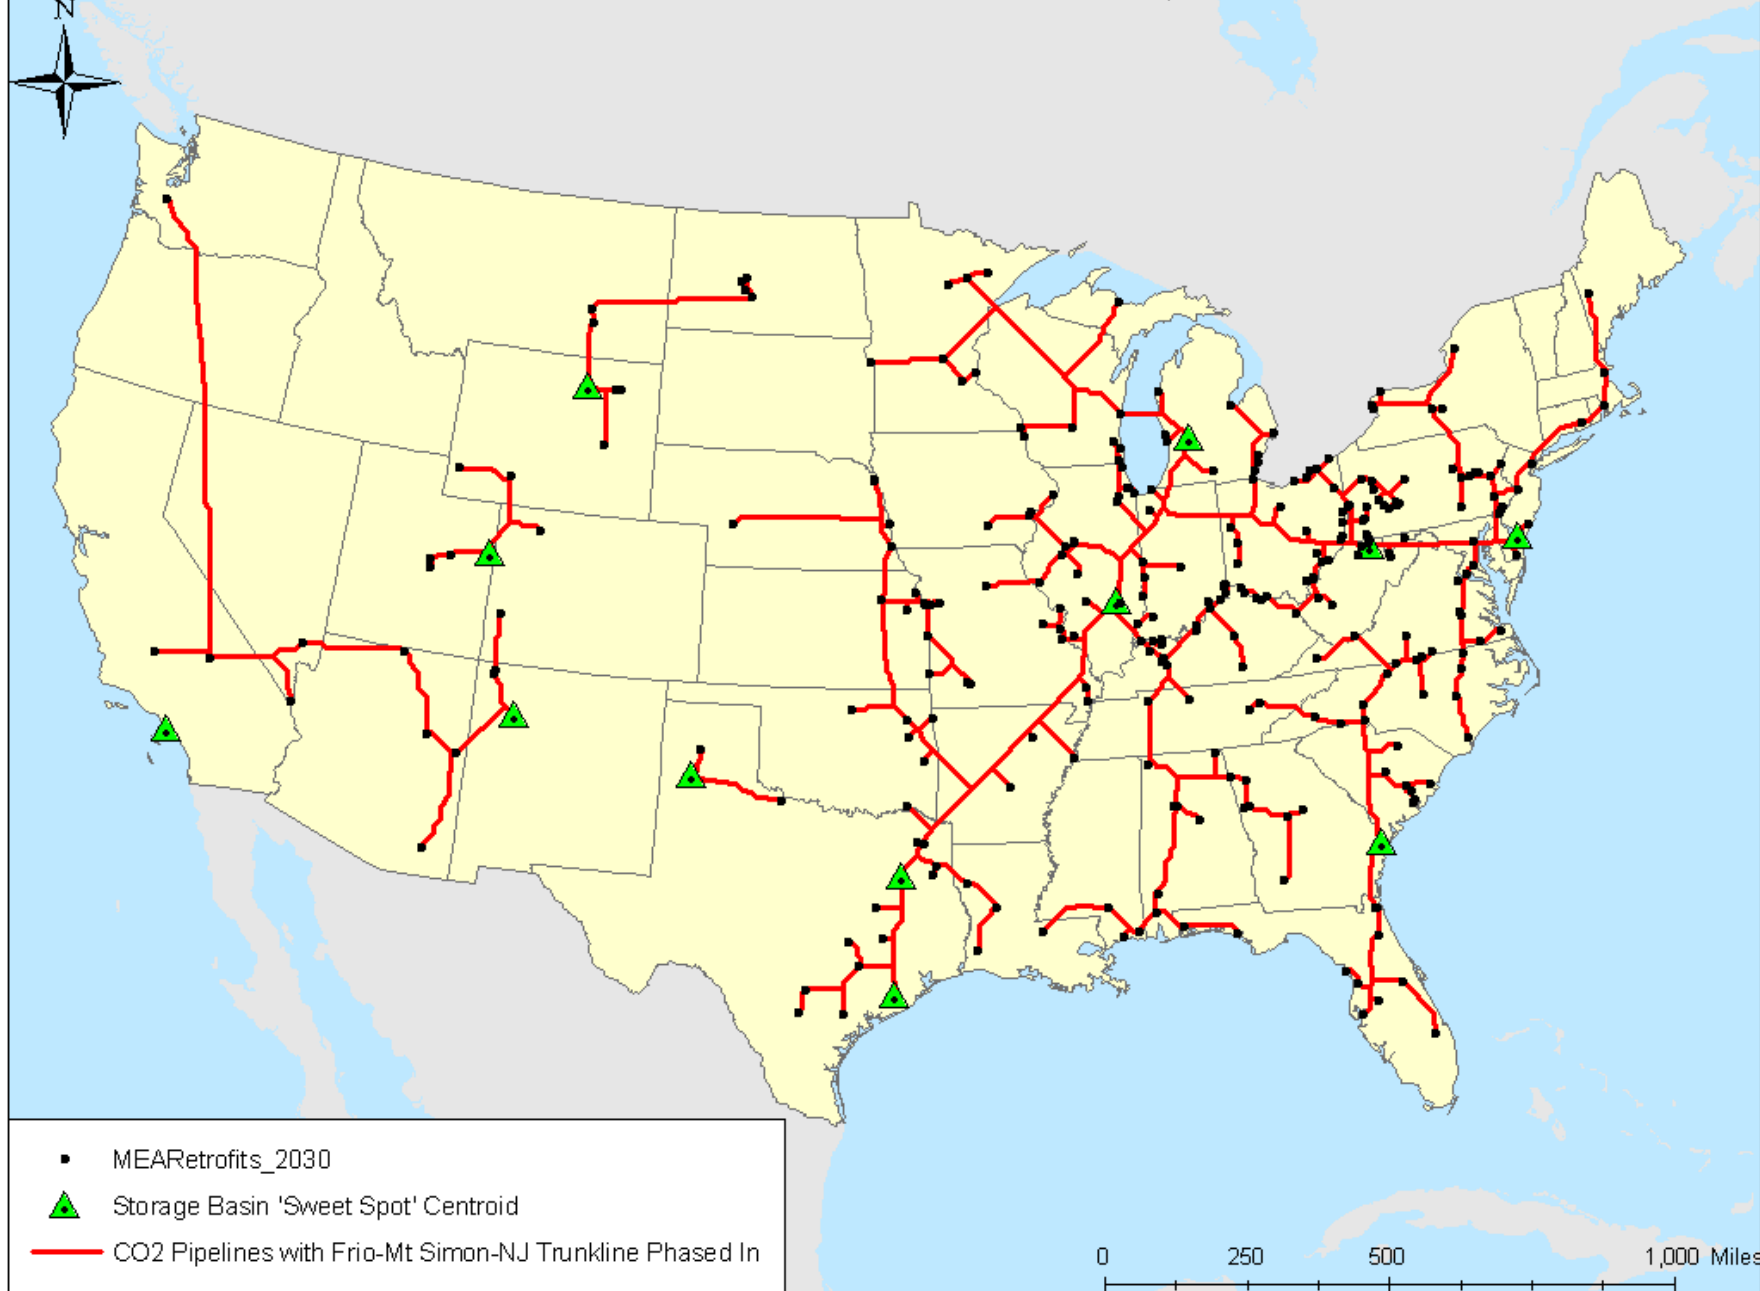 N
MEARetrofits_2030
Storage Basin 'Sweet Spot' Centroid
CO2 Pipelines with Frio-Mt Simon-NJ Trunkline Phased In
0 250 500 1,000 Miles